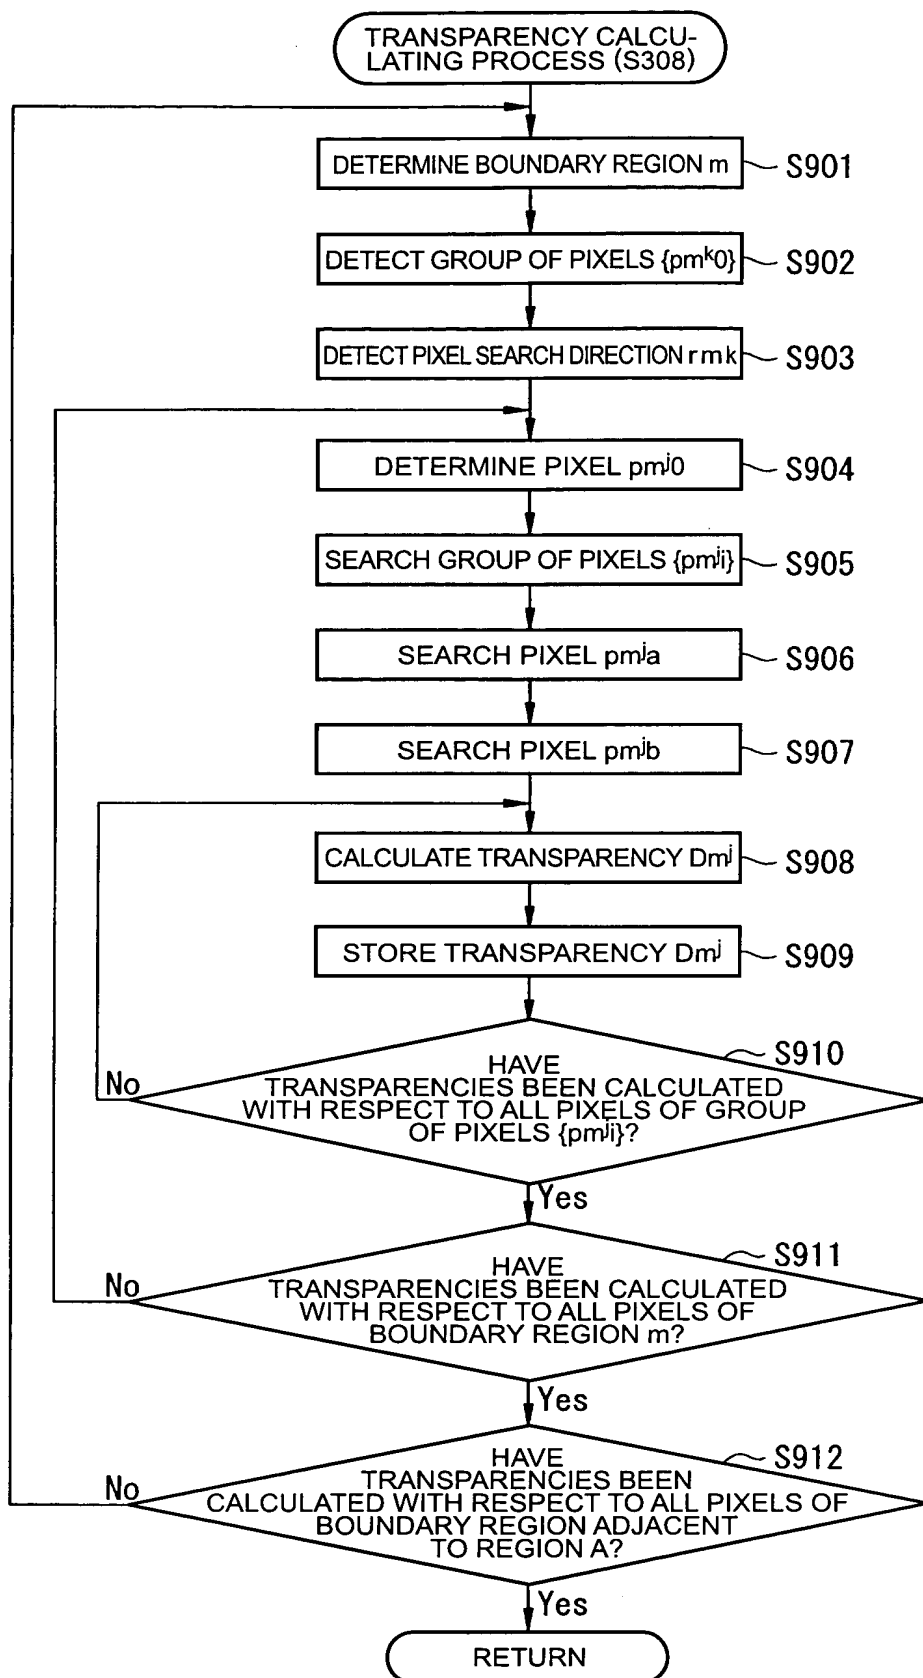 TRANSPARENCY CALCU-
LATING PROCESS (S308)
DETERMINE BOUNDARY REGION m
S901
DETECT GROUP OF PIXELS {pmᵏ0}
S902
DETECT PIXEL SEARCH DIRECTION r m k
S903
DETERMINE PIXEL pmʲ0
S904
SEARCH GROUP OF PIXELS {pmʲi}
S905
SEARCH PIXEL pmʲa
S906
SEARCH PIXEL pmʲb
S907
CALCULATE TRANSPARENCY Dmʲ
S908
STORE TRANSPARENCY Dmʲ
S909
S910
HAVE
TRANSPARENCIES BEEN CALCULATED
WITH RESPECT TO ALL PIXELS OF GROUP
OF PIXELS {pmʲi}?
No
Yes
S911
HAVE
TRANSPARENCIES BEEN CALCULATED
WITH RESPECT TO ALL PIXELS OF
BOUNDARY REGION m?
No
Yes
S912
HAVE
TRANSPARENCIES BEEN
CALCULATED WITH RESPECT TO ALL PIXELS OF
BOUNDARY REGION ADJACENT
TO REGION A?
No
Yes
RETURN